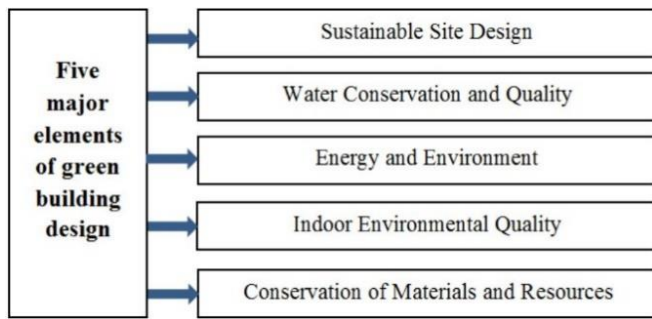 Five
major
elements
of green
building
design
Sustainable Site Design
Water Conservation and Quality
Energy and Environment
Indoor Environmental Quality
Conservation of Materials and Resources